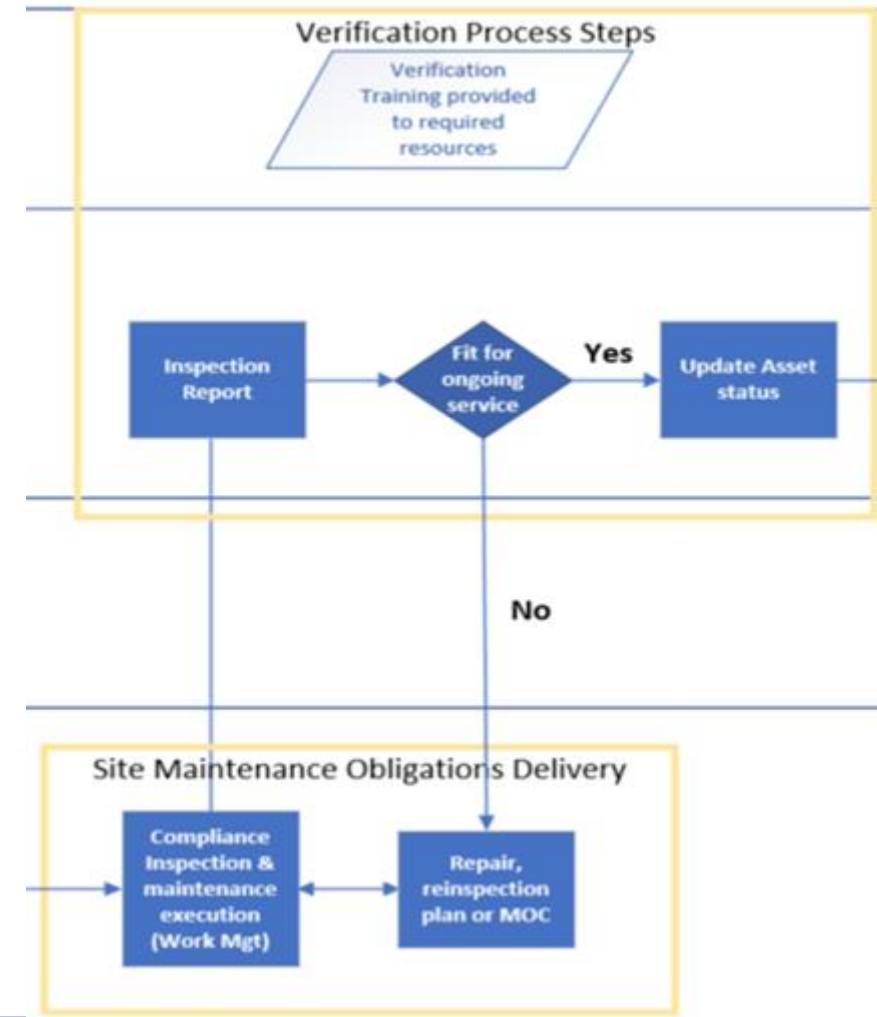 Verification Process Steps
Verification
Training provided
to required
resources
Inspection
Report
Fit for
ongoing
service
Yes
Update Asset
status
No
Site Maintenance Obligations Delivery
Compliance
Inspection &
maintenance
execution
(Work Mgt)
Repair,
reinspection
plan or MOC